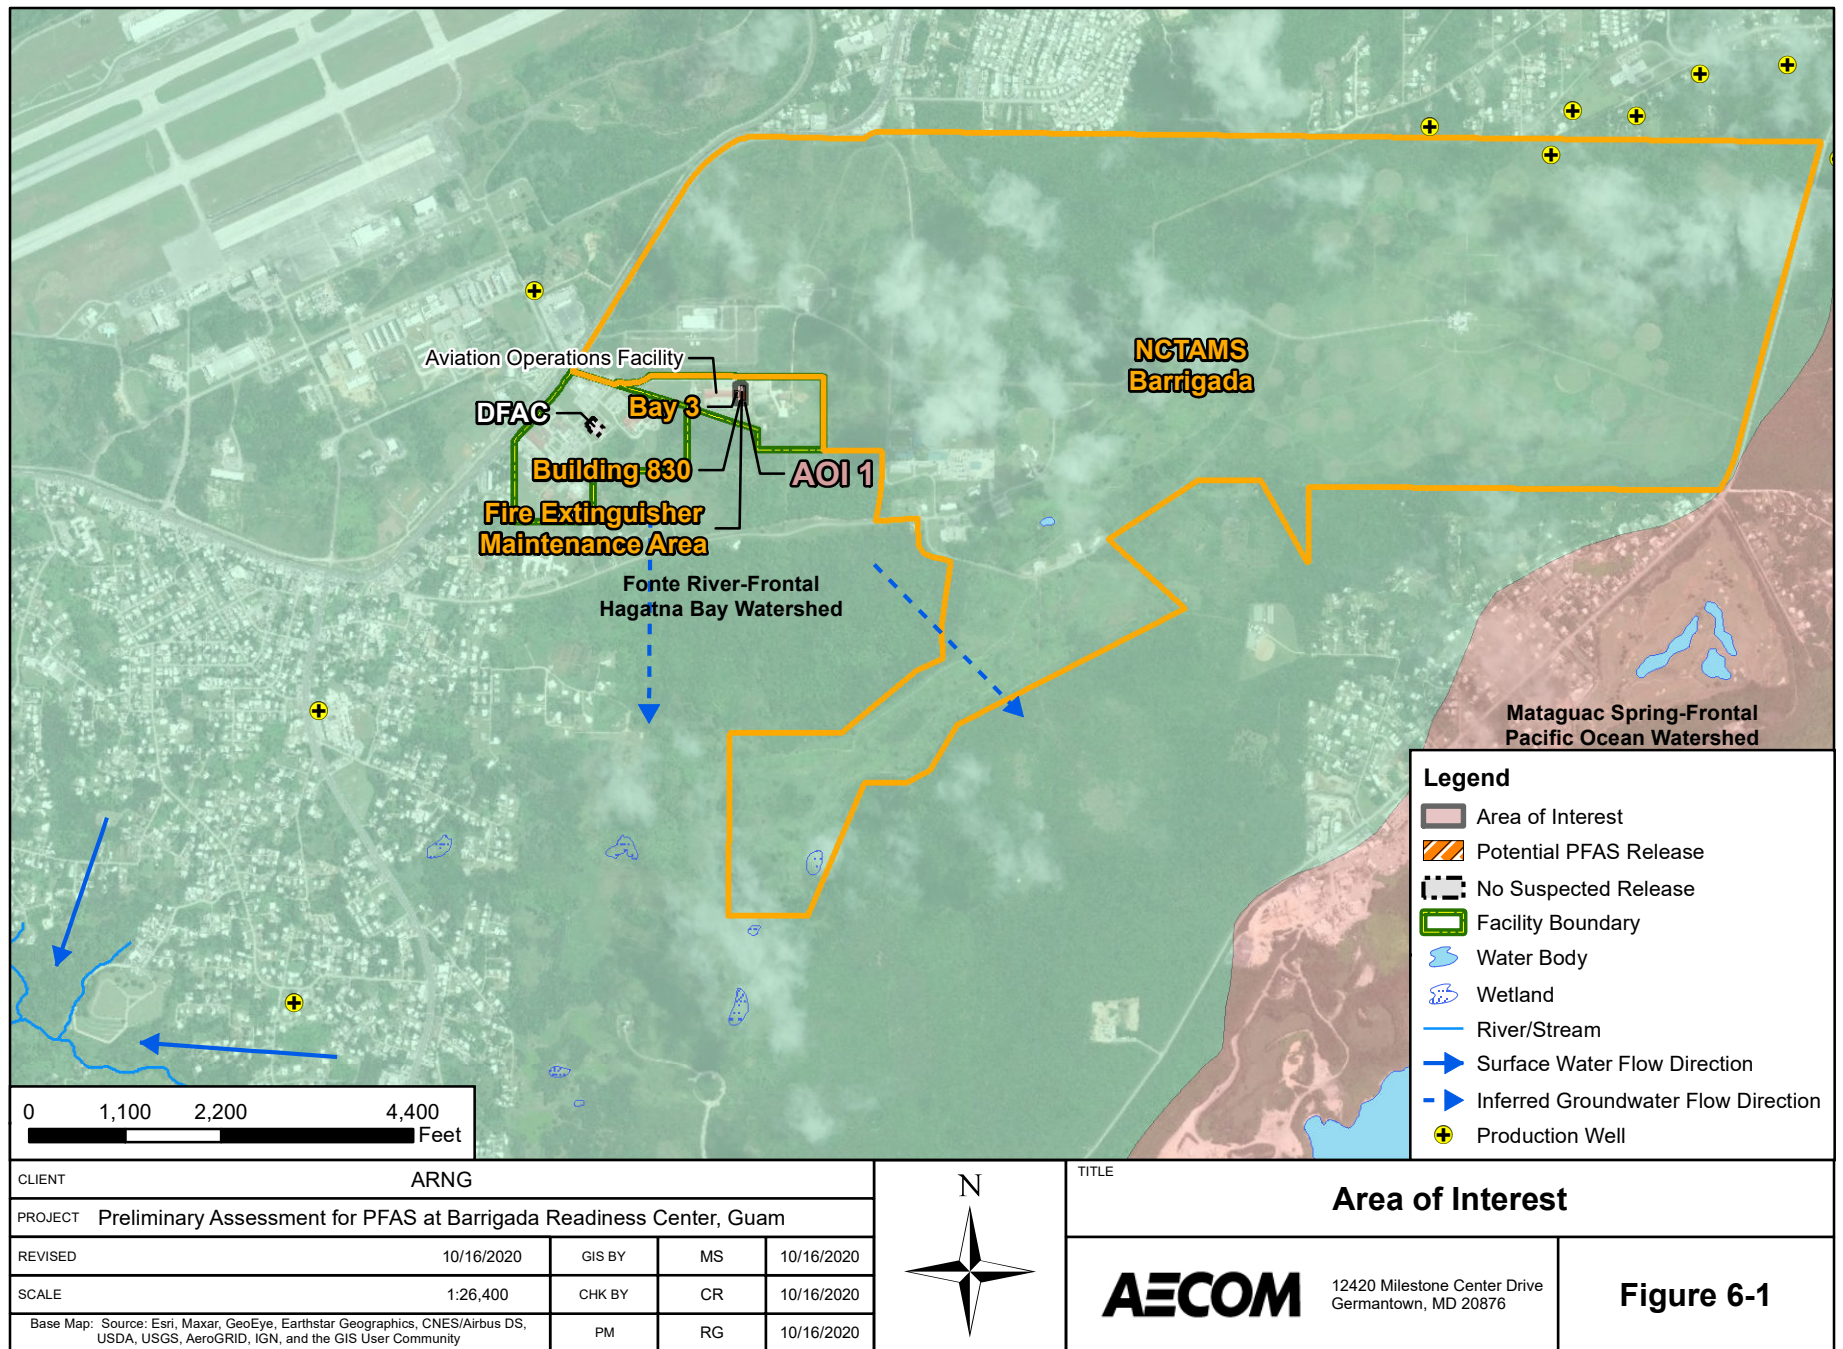 Aviation Operations Facility
NCTAMS
Barrigada
DFAC
Bay 3
Building 830
AOI 1
Fire Extinguisher
Maintenance Area
Fonte River-Frontal
Hagatna Bay Watershed
Mataguac Spring-Frontal
Pacific Ocean Watershed
Legend
Area of Interest
Potential PFAS Release
No Suspected Release
Facility Boundary
Water Body
Wetland
River/Stream
Surface Water Flow Direction
Inferred Groundwater Flow Direction
Production Well
0 1,100 2,200 4,400
Feet
CLIENT ARNG
PROJECT Preliminary Assessment for PFAS at Barrigada Readiness Center, Guam
REVISED 10/16/2020 GIS BY MS 10/16/2020
SCALE 1:26,400 CHK BY CR 10/16/2020
Base Map: Source: Esri, Maxar, GeoEye, Earthstar Geographics, CNES/Airbus DS,
USDA, USGS, AeroGRID, IGN, and the GIS User Community
PM RG 10/16/2020
N
TITLE
Area of Interest
AECOM
12420 Milestone Center Drive
Germantown, MD 20876
Figure 6-1